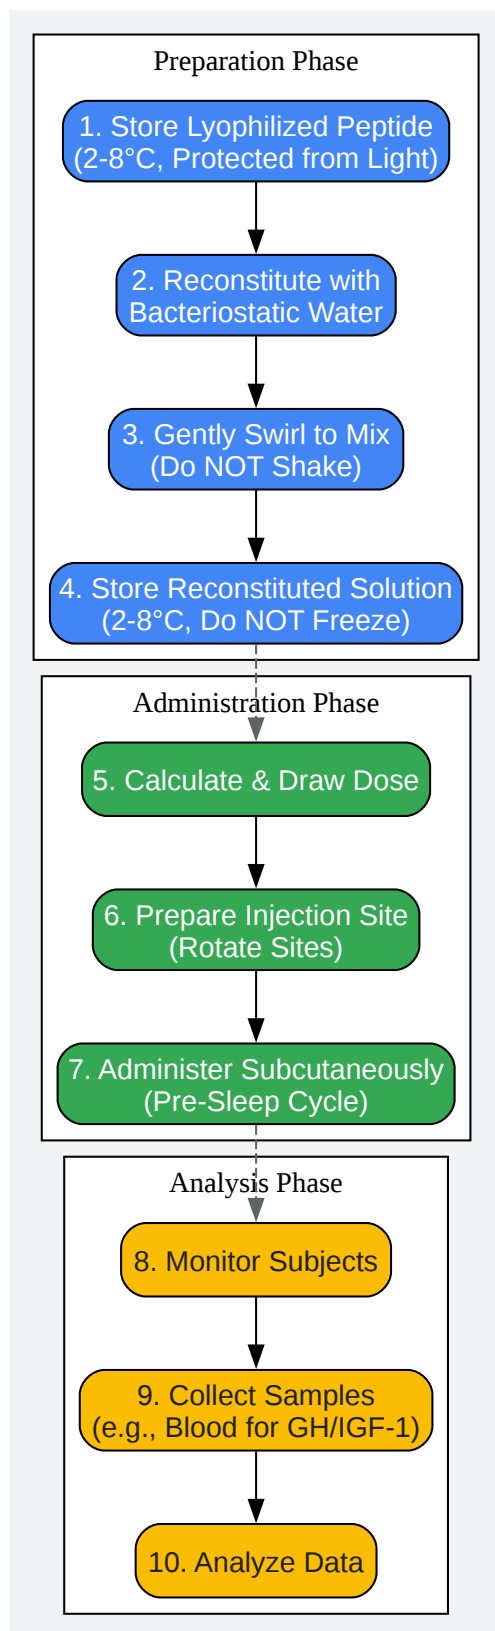 Preparation Phase
1. Store Lyophilized Peptide
(2-8°C, Protected from Light)
2. Reconstitute with
Bacteriostatic Water
3. Gently Swirl to Mix
(Do NOT Shake)
4. Store Reconstituted Solution
(2-8°C, Do NOT Freeze)
Administration Phase
5. Calculate & Draw Dose
6. Prepare Injection Site
(Rotate Sites)
7. Administer Subcutaneously
(Pre-Sleep Cycle)
Analysis Phase
8. Monitor Subjects
9. Collect Samples
(e.g., Blood for GH/IGF-1)
10. Analyze Data